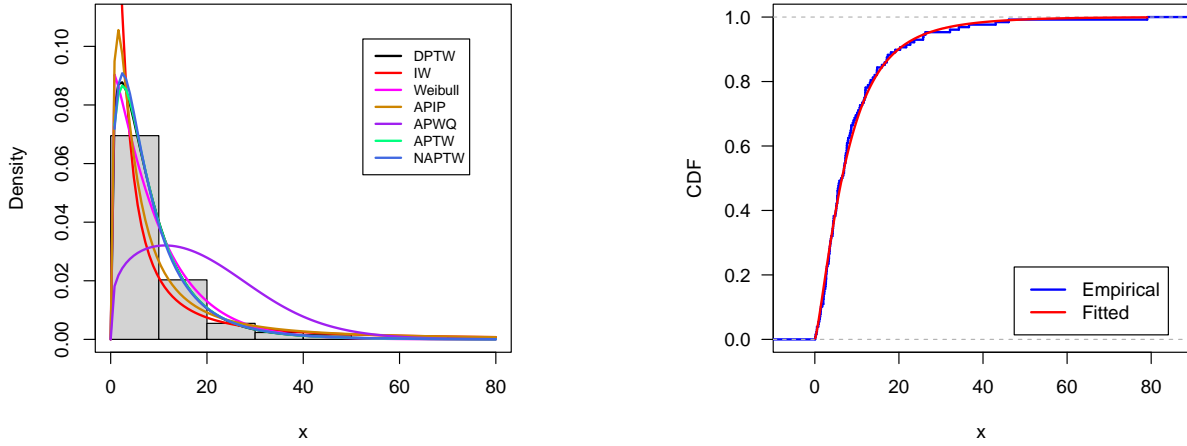 Density
0.00
0.02
0.04
0.06
0.08
0.10
0
20
40
60
80
x
DPTW
IW
Weibull
APIP
APWQ
APTW
NAPTW
CDF
0.0
0.2
0.4
0.6
0.8
1.0
0
20
40
60
80
x
Empirical
Fitted